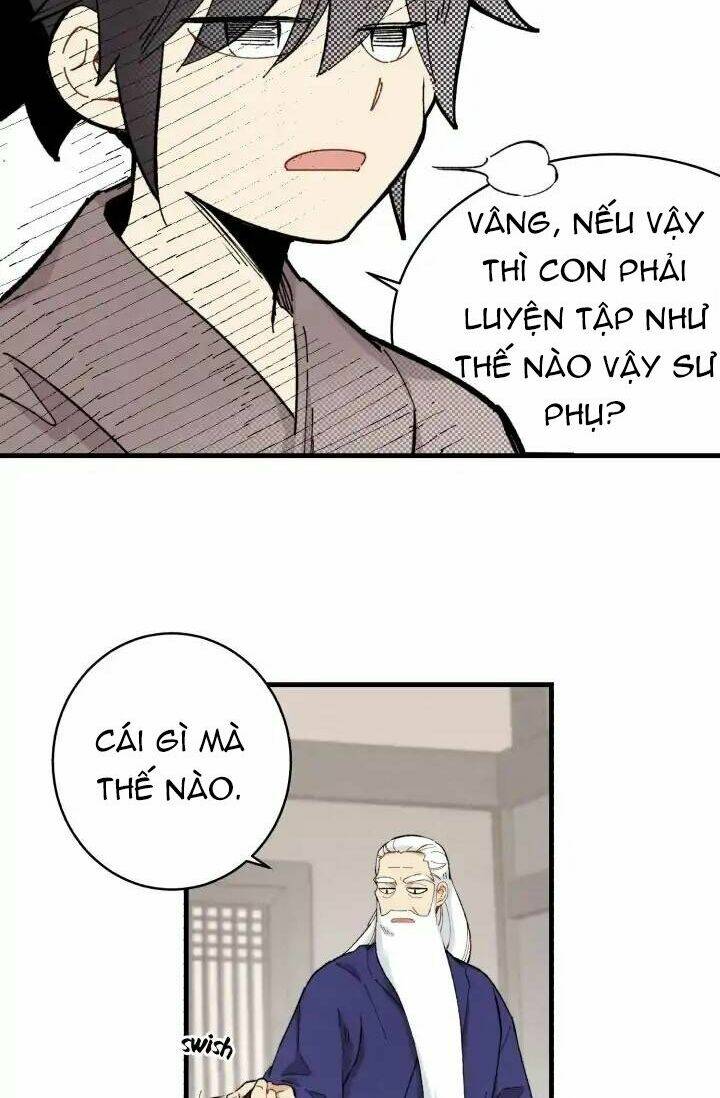 VÂNG, NẾU VẬY
THÌ CON PHẢI
LUYỆN TẬP NHƯ
THẾ NÀO VẬY SƯ
PHỤ?
CÁI GÌ MÀ
THẾ NÀO.
swish